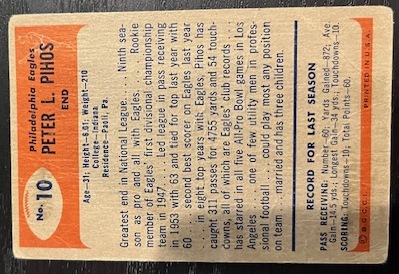 No. 10
Philadelphia Eagles
PETER L. PIHOS
END
Age—31; Height—6.01; Weight—210
College—Indiana
Residence—Paoli, Pa.
Greatest end in National League. . . . Ninth sea-
son as pro and all with Eagles. . . . Rookie
member of Eagles' first divisional championship
team in 1947. . . . Led league in pass receiving
in 1953 with 63 and tied for top last year with
60 . . . second best scorer on Eagles last year
. . . in eight top years with Eagles, Pihos has
caught 311 passes for 4755 yards and 54 touch-
downs, all of which are Eagles' club records . . .
has starred in all five All-Pro Bowl games in Los
Angeles . . . one of few utility men in profes-
sional football . . . could play most any position
on team . . . married and has three children.
RECORD FOR LAST SEASON
PASS RECEIVING: Number—60; Yards Gained—872; Ave.
Gain—14.5 yds.; Longest Gain—34 yds.; Touchdowns—10.
SCORING: Touchdowns—10; Total Points—60.
© B.G.C.I. PRINTED IN U.S.A.